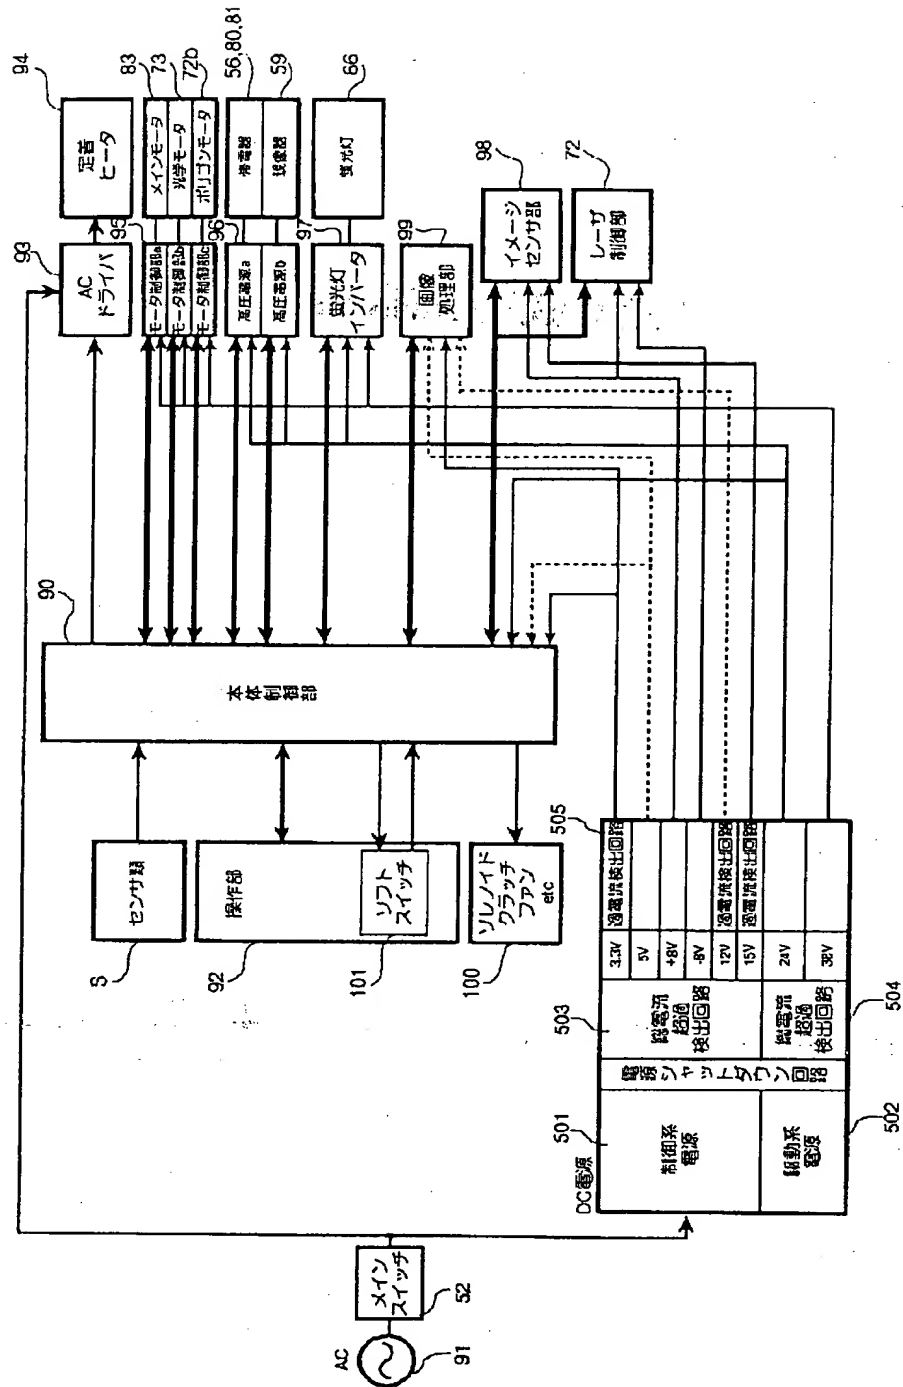 94
定着
ヒータ
93
AC
ドライバ
83
73
72b
メインモータ
光学モータ
ポリゴンモータ
95
モータ制御部a
モータ制御部b
モータ制御部c
56,80,81
59
帯電器
現像器
96
高圧電源a
高圧電源b
66
蛍光灯
97
蛍光灯
インバータ
99
画像
処理部
98
イメージ
センサ部
72
レーザ
制御部
90
本体制御部
センサ類
S
操作部
92
ソフト
スイッチ
101
ソレノイド
クラッチ
ファン
etc
100
505
3.3V
過電流検出回路
5V
+8V
-8V
12V
過電流検出回路
15V
過電流検出回路
24V
38V
503
総電流
超過
検出回路
総電流
超過
検出回路
504
電源シャットダウン回路
501
DC電源
制御系
電源
駆動系
電源
502
メイン
スイッチ
52
AC
91